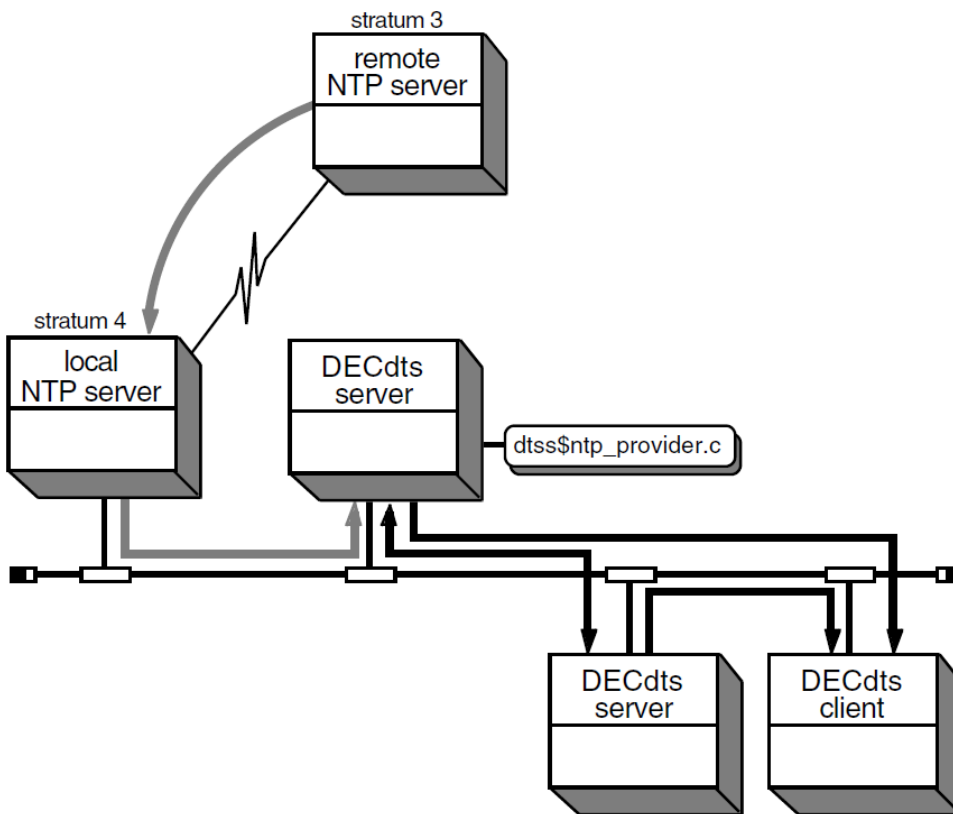 stratum 3
remote
NTP server
stratum 4
local
NTP server
DECdts
server
dtss$ntp_provider.c
DECdts
server
DECdts
client